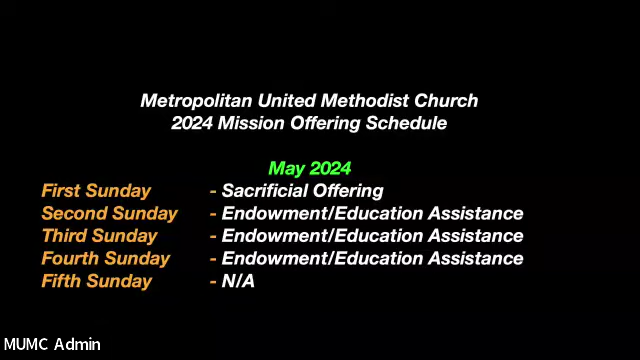 Metropolitan United Methodist Church
2024 Mission Offering Schedule
May 2024
First Sunday - Sacrificial Offering
Second Sunday - Endowment/Education Assistance
Third Sunday - Endowment/Education Assistance
Fourth Sunday - Endowment/Education Assistance
Fifth Sunday - N/A
MUMC Admin